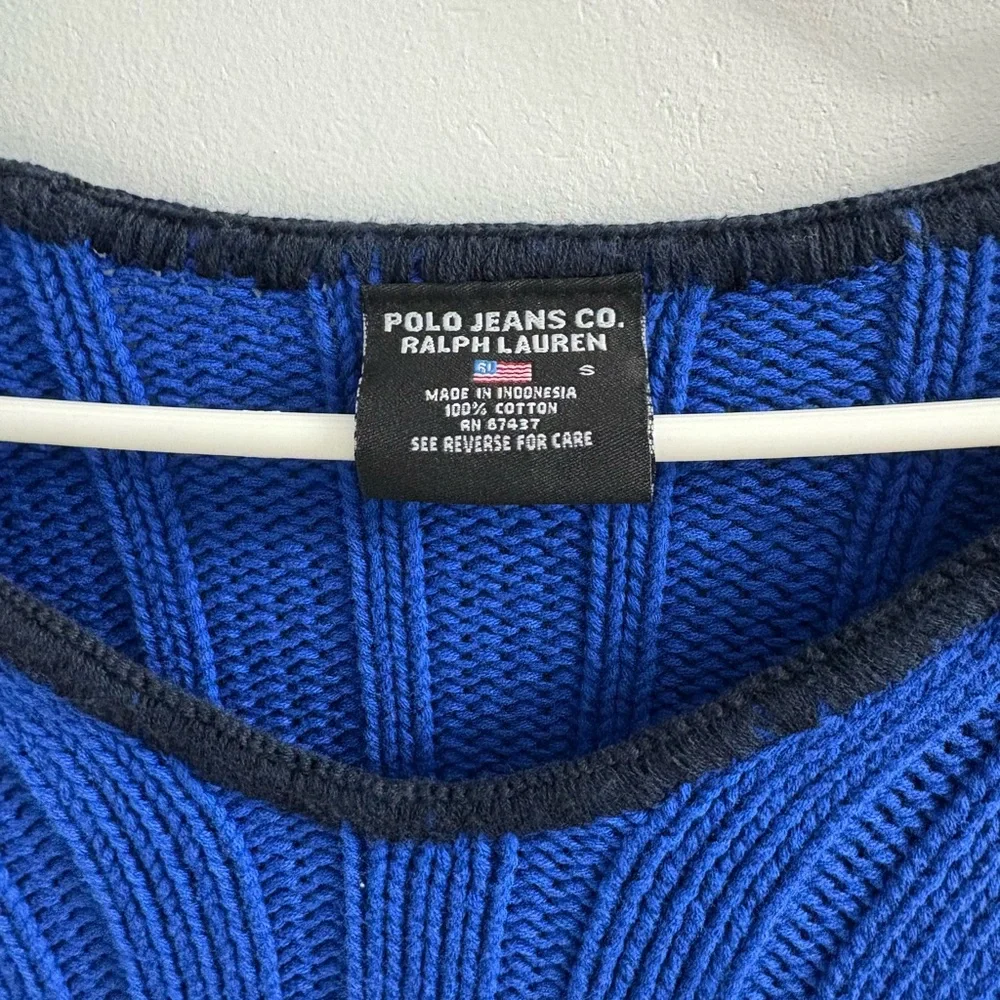 POLO JEANS CO.
RALPH LAUREN
S
MADE IN INDONESIA
100% COTTON
RN 67437
SEE REVERSE FOR CARE